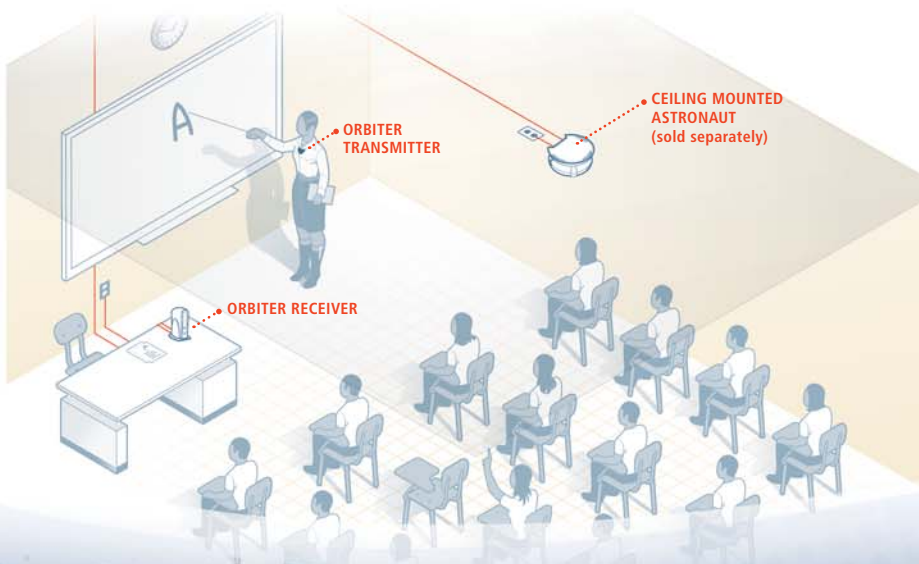 A
ORBITER
TRANSMITTER
CEILING MOUNTED
ASTRONAUT
(sold separately)
ORBITER RECEIVER